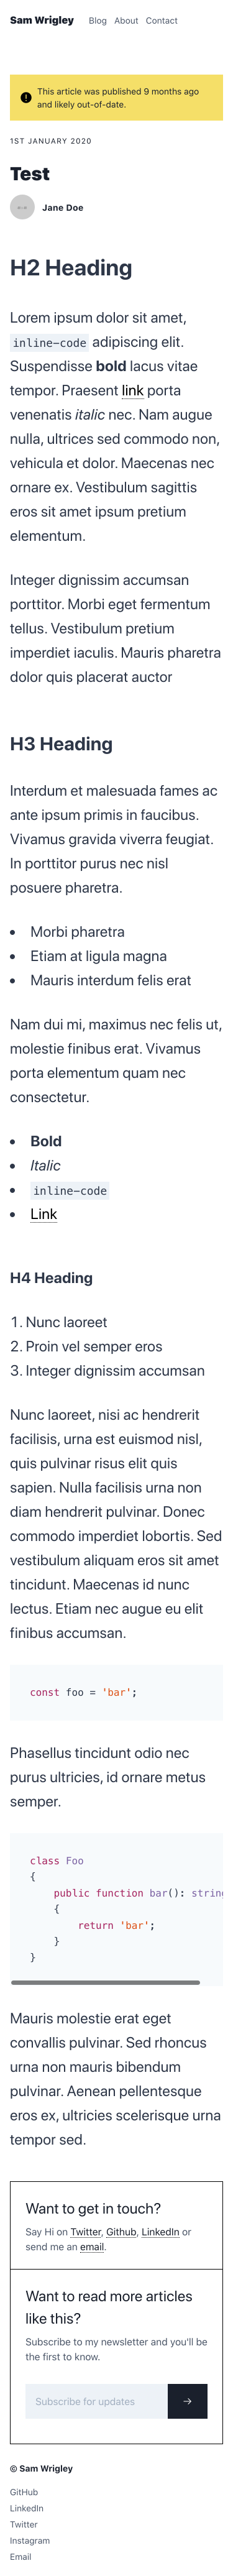 Sam Wrigley Blog About Contact
This article was published 9 months ago
and likely out-of-date.
1ST JANUARY 2020
Test
Jane Doe
H2 Heading
Lorem ipsum dolor sit amet,
inline-code adipiscing elit.
Suspendisse bold lacus vitae
tempor. Praesent link porta
venenatis italic nec. Nam augue
nulla, ultrices sed commodo non,
vehicula et dolor. Maecenas nec
ornare ex. Vestibulum sagittis
eros sit amet ipsum pretium
elementum.
Integer dignissim accumsan
porttitor. Morbi eget fermentum
tellus. Vestibulum pretium
imperdiet iaculis. Mauris pharetra
dolor quis placerat auctor
H3 Heading
Interdum et malesuada fames ac
ante ipsum primis in faucibus.
Vivamus gravida viverra feugiat.
In porttitor purus nec nisl
posuere pharetra.
• Morbi pharetra
• Etiam at ligula magna
• Mauris interdum felis erat
Nam dui mi, maximus nec felis ut,
molestie finibus erat. Vivamus
porta elementum quam nec
consectetur.
• Bold
• Italic
• inline-code
• Link
H4 Heading
1. Nunc laoreet
2. Proin vel semper eros
3. Integer dignissim accumsan
Nunc laoreet, nisi ac hendrerit
facilisis, urna est euismod nisl,
quis pulvinar risus elit quis
sapien. Nulla facilisis urna non
diam hendrerit pulvinar. Donec
commodo imperdiet lobortis. Sed
vestibulum aliquam eros sit amet
tincidunt. Maecenas id nunc
lectus. Etiam nec augue eu elit
finibus accumsan.
const foo = 'bar';
Phasellus tincidunt odio nec
purus ultricies, id ornare metus
semper.
class Foo
{
public function bar(): string
{
return 'bar';
}
}
Mauris molestie erat eget
convallis pulvinar. Sed rhoncus
urna non mauris bibendum
pulvinar. Aenean pellentesque
eros ex, ultricies scelerisque urna
tempor sed.
Want to get in touch?
Say Hi on Twitter, Github, LinkedIn or
send me an email.
Want to read more articles
like this?
Subscribe to my newsletter and you'll be
the first to know.
Subscribe for updates →
© Sam Wrigley
GitHub
LinkedIn
Twitter
Instagram
Email